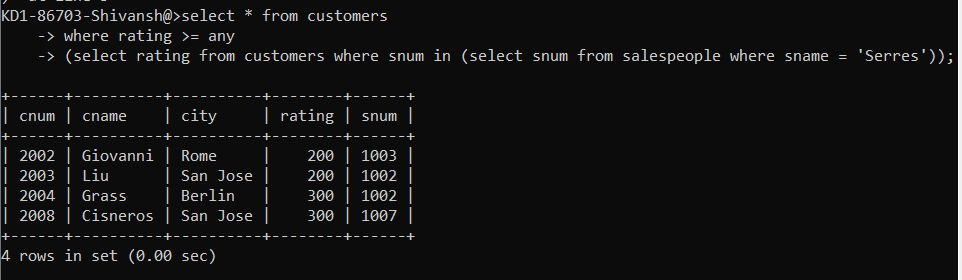 KD1-86703-Shivansh@>select * from customers
    -> where rating >= any
    -> (select rating from customers where snum in (select snum from salespeople where sname = 'Serres'));
+------+----------+----------+--------+------+
| cnum | cname    | city     | rating | snum |
+------+----------+----------+--------+------+
| 2002 | Giovanni | Rome     |    200 | 1003 |
| 2003 | Liu      | San Jose |    200 | 1002 |
| 2004 | Grass    | Berlin   |    300 | 1002 |
| 2008 | Cisneros | San Jose |    300 | 1007 |
+------+----------+----------+--------+------+
4 rows in set (0.00 sec)